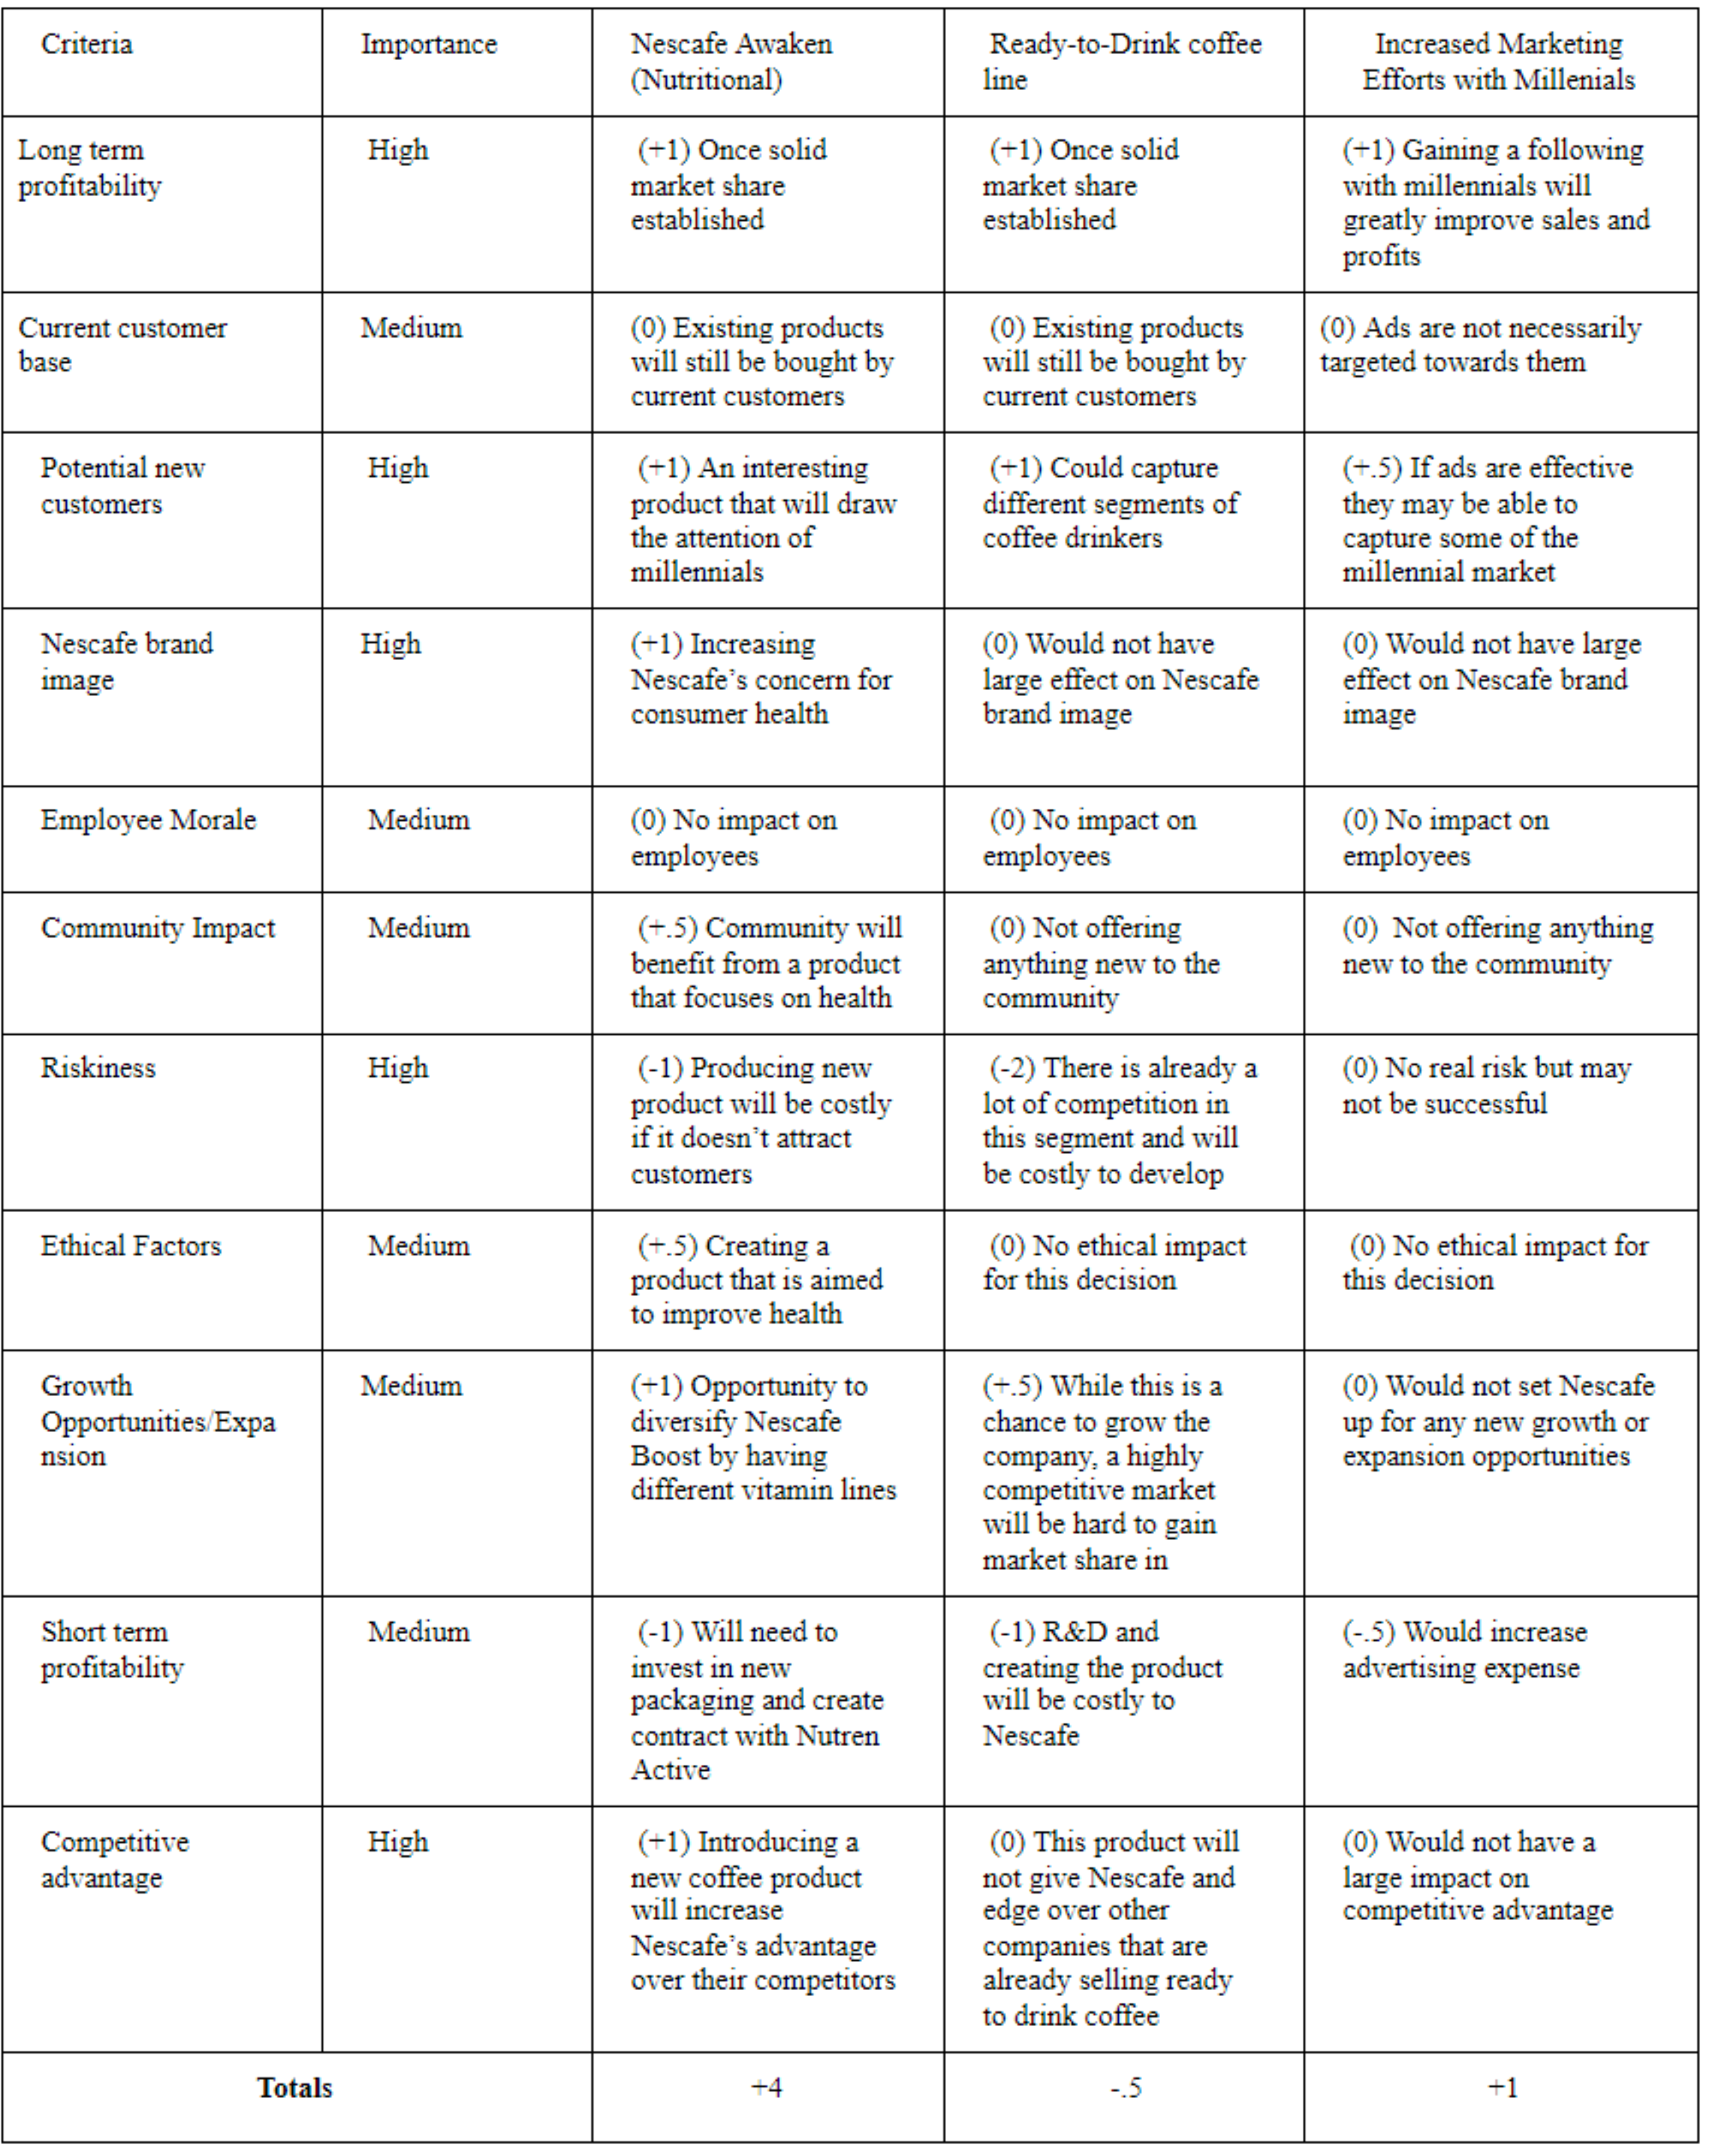 Criteria
Importance
Nescafe Awaken
(Nutritional)
Ready-to-Drink coffee
line
Increased Marketing
Efforts with Millenials
Long term
profitability
High
(+1) Once solid
market share
established
(+1) Once solid
market share
established
(+1) Gaining a following
with millennials will
greatly improve sales and
profits
Current customer
base
Medium
(0) Existing products
will still be bought by
current customers
(0) Existing products
will still be bought by
current customers
(0) Ads are not necessarily
targeted towards them
Potential new
customers
High
(+1) An interesting
product that will draw
the attention of
millennials
(+1) Could capture
different segments of
coffee drinkers
(+.5) If ads are effective
they may be able to
capture some of the
millennial market
Nescafe brand
image
High
(+1) Increasing
Nescafe’s concern for
consumer health
(0) Would not have
large effect on Nescafe
brand image
(0) Would not have large
effect on Nescafe brand
image
Employee Morale
Medium
(0) No impact on
employees
(0) No impact on
employees
(0) No impact on
employees
Community Impact
Medium
(+.5) Community will
benefit from a product
that focuses on health
(0) Not offering
anything new to the
community
(0) Not offering anything
new to the community
Riskiness
High
(-1) Producing new
product will be costly
if it doesn’t attract
customers
(-2) There is already a
lot of competition in
this segment and will
be costly to develop
(0) No real risk but may
not be successful
Ethical Factors
Medium
(+.5) Creating a
product that is aimed
to improve health
(0) No ethical impact
for this decision
(0) No ethical impact for
this decision
Growth
Opportunities/Expa
nsion
Medium
(+1) Opportunity to
diversify Nescafe
Boost by having
different vitamin lines
(+.5) While this is a
chance to grow the
company, a highly
competitive market
will be hard to gain
market share in
(0) Would not set Nescafe
up for any new growth or
expansion opportunities
Short term
profitability
Medium
(-1) Will need to
invest in new
packaging and create
contract with Nutren
Active
(-1) R&D and
creating the product
will be costly to
Nescafe
(-.5) Would increase
advertising expense
Competitive
advantage
High
(+1) Introducing a
new coffee product
will increase
Nescafe’s advantage
over their competitors
(0) This product will
not give Nescafe and
edge over other
companies that are
already selling ready
to drink coffee
(0) Would not have a
large impact on
competitive advantage
Totals
+4
-.5
+1